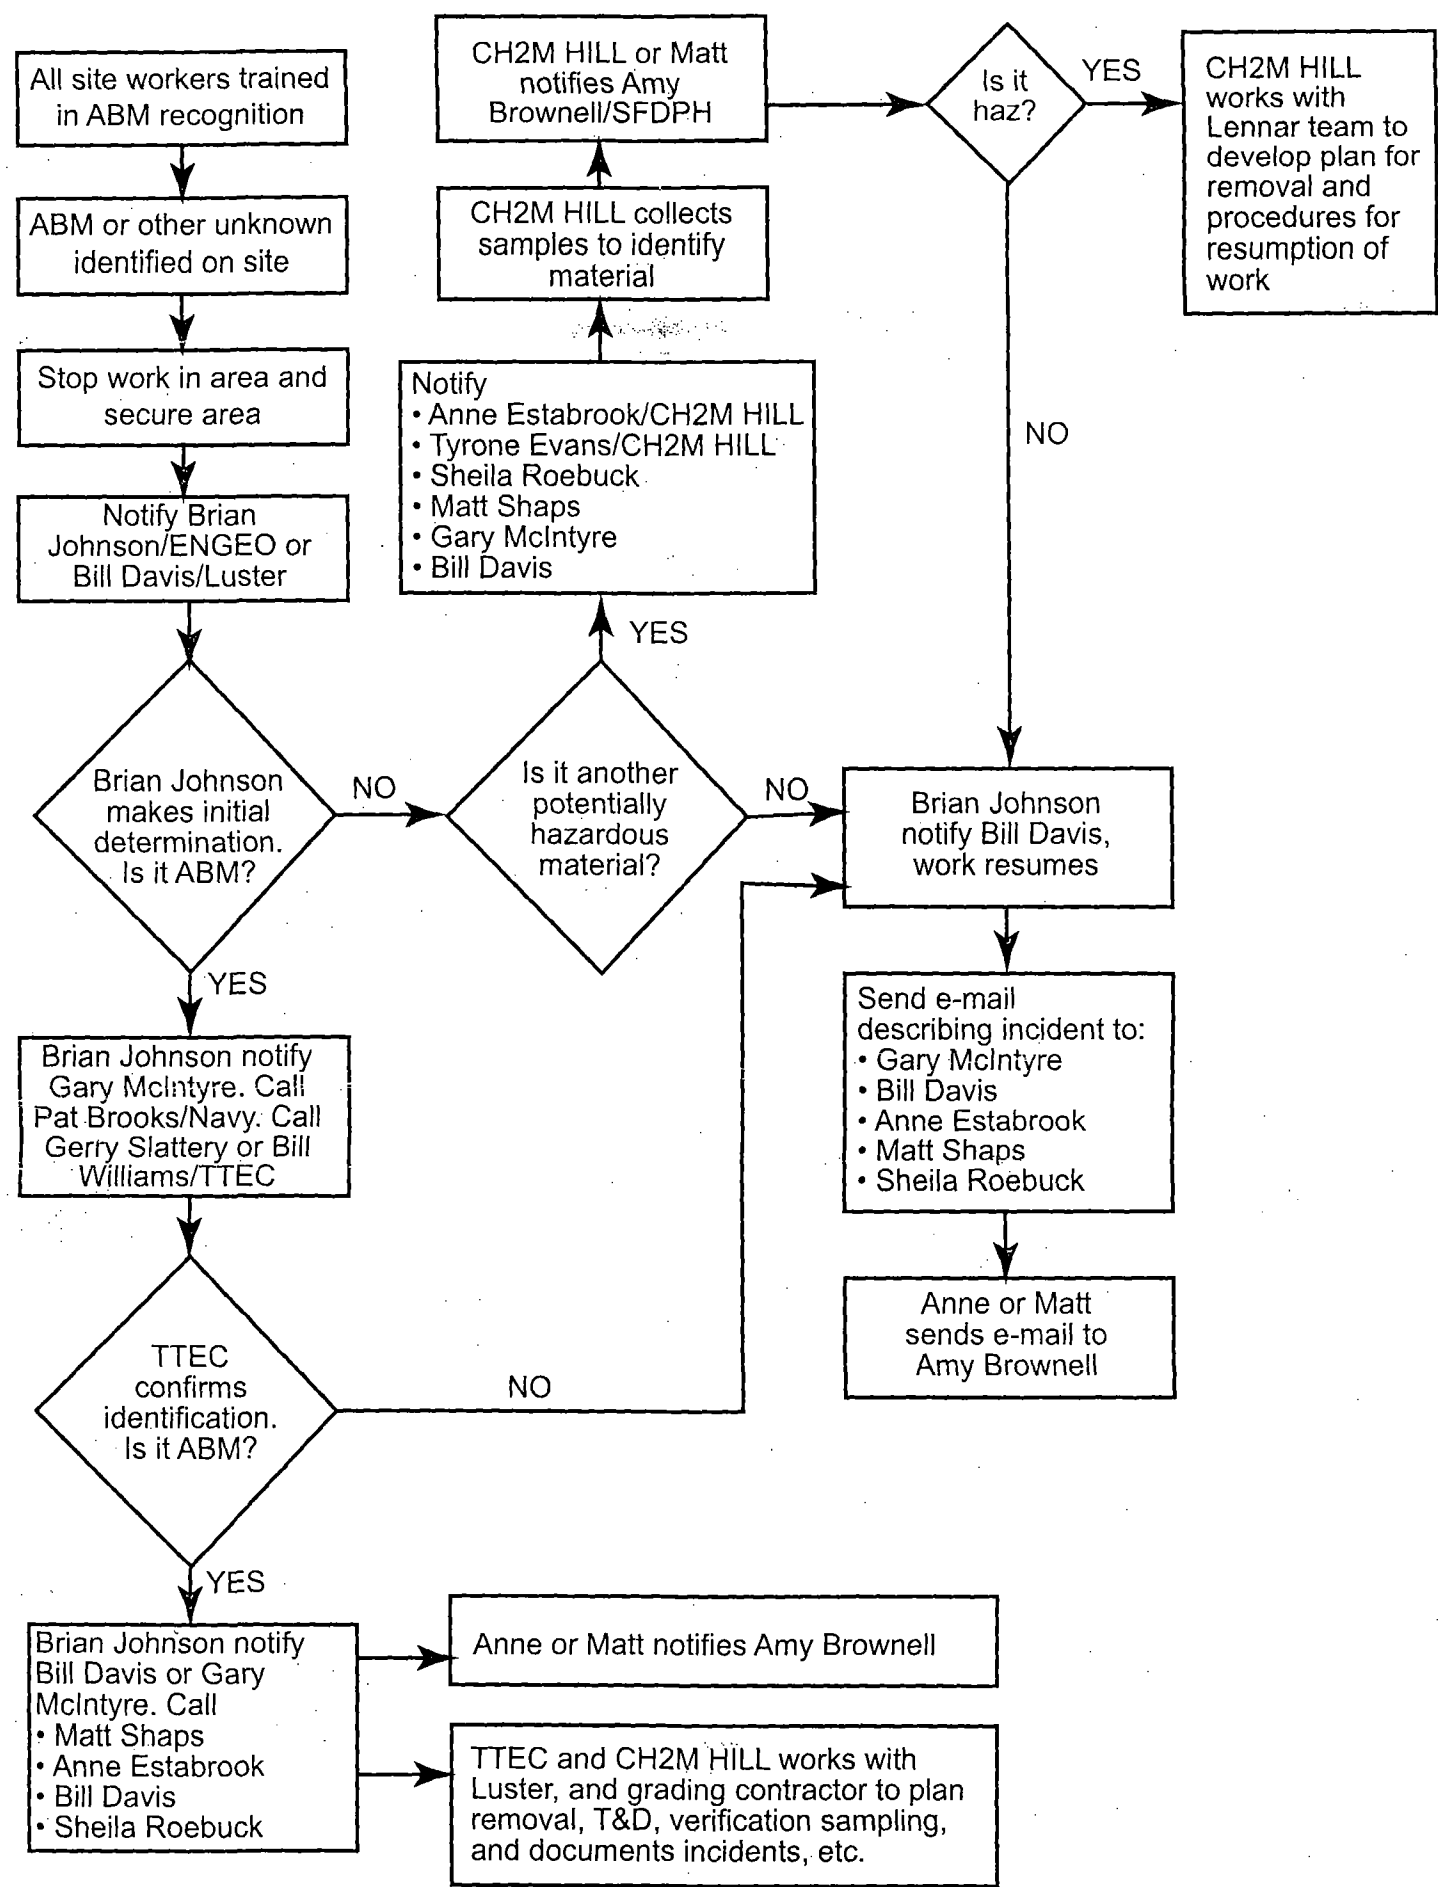 All site workers trained
in ABM recognition
ABM or other unknown
identified on site
Stop work in area and
secure area
Notify Brian
Johnson/ENGEO or
Bill Davis/Luster
Brian Johnson
makes initial
determination.
Is it ABM?
NO
YES
Brian Johnson notify
Gary McIntyre. Call
Pat Brooks/Navy. Call
Gerry Slattery or Bill
Williams/TTEC
TTEC
confirms
identification.
Is it ABM?
NO
YES
Brian Johnson notify
Bill Davis or Gary
McIntyre. Call
• Matt Shaps
• Anne Estabrook
• Bill Davis
• Sheila Roebuck
Anne or Matt notifies Amy Brownell
TTEC and CH2M HILL works with
Luster, and grading contractor to plan
removal, T&D, verification sampling,
and documents incidents, etc.
Is it another
potentially
hazardous
material?
YES
NO
Notify
• Anne Estabrook/CH2M HILL
• Tyrone Evans/CH2M HILL
• Sheila Roebuck
• Matt Shaps
• Gary McIntyre
• Bill Davis
CH2M HILL collects
samples to identify
material
CH2M HILL or Matt
notifies Amy
Brownell/SFDPH
Is it
haz?
YES
CH2M HILL
works with
Lennar team to
develop plan for
removal and
procedures for
resumption of
work
NO
Brian Johnson
notify Bill Davis,
work resumes
Send e-mail
describing incident to:
• Gary McIntyre
• Bill Davis
• Anne Estabrook
• Matt Shaps
• Sheila Roebuck
Anne or Matt
sends e-mail to
Amy Brownell